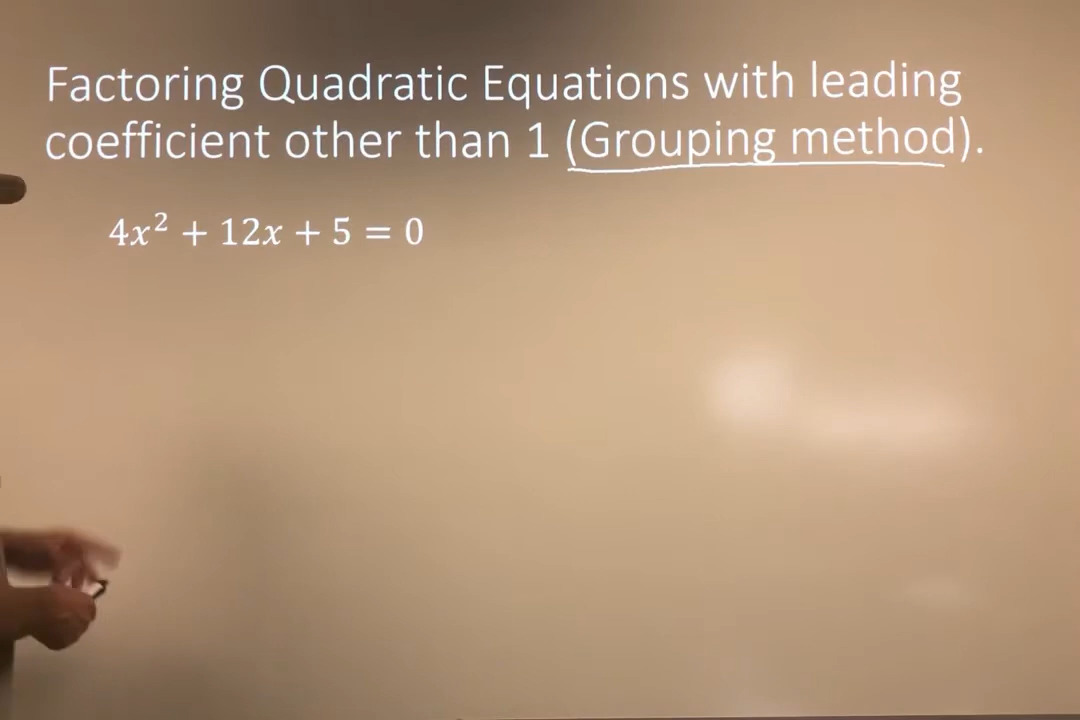 Factoring Quadratic Equations with leading
coefficient other than 1 (Grouping method).
4x² + 12x + 5 = 0